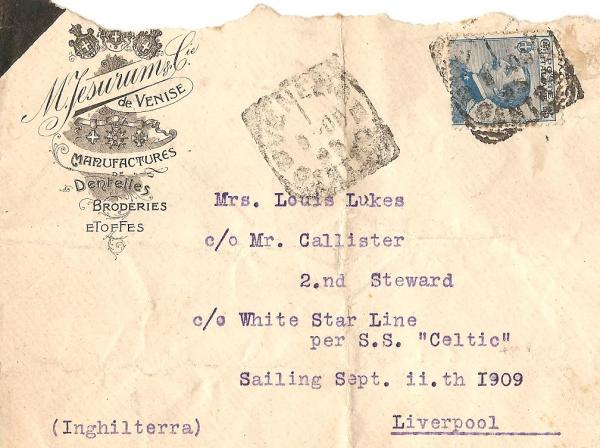 M. Jesurum & Cie
de VENISE
MANUFACTURES
DE
Dentelles
BRODERIES
ETOFFES
Mrs. Louis Lukes
c/o Mr. Callister
2.nd Steward
c/o White Star Line
per S.S. "Celtic"
Sailing Sept. ii.th I909
(Inghilterra)
Liverpool